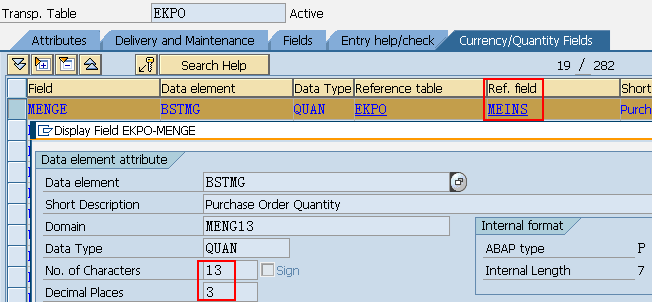 Transp. Table EKPO Active
Attributes Delivery and Maintenance Fields Entry help/check Currency/Quantity Fields
Search Help 19 / 282
Field Data element Data Type Reference table Ref. field Short
MENGE BSTMG QUAN EKPO MEINS Purch
Display Field EKPO-MENGE
Data element attribute
Data element BSTMG
Short Description Purchase Order Quantity
Domain MENG13 Internal format
Data Type QUAN ABAP type P
No. of Characters 13 Sign Internal Length 7
Decimal Places 3